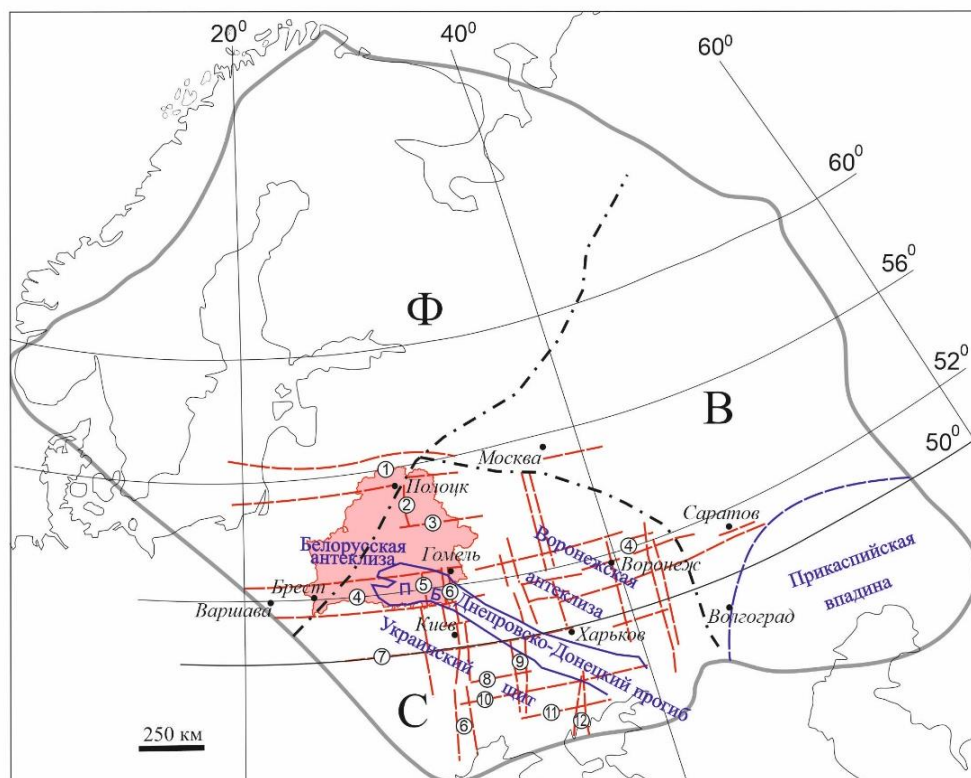 20⁰
40⁰
60⁰
60⁰
56⁰
52⁰
50⁰
Ф
В
Москва
1
Полоцк
2
3
Саратов
Белорусская
антеклиза
Гомель
4
Воронеж
Воронежская
антеклиза
Прикаспийская
впадина
Брест
4
П
5
Б
6
Варшава
Волгоград
Киев
Днепровско-Донецкий прогиб
Харьков
7
Украинский
щит
8
9
10
С
6
11
12
250 км